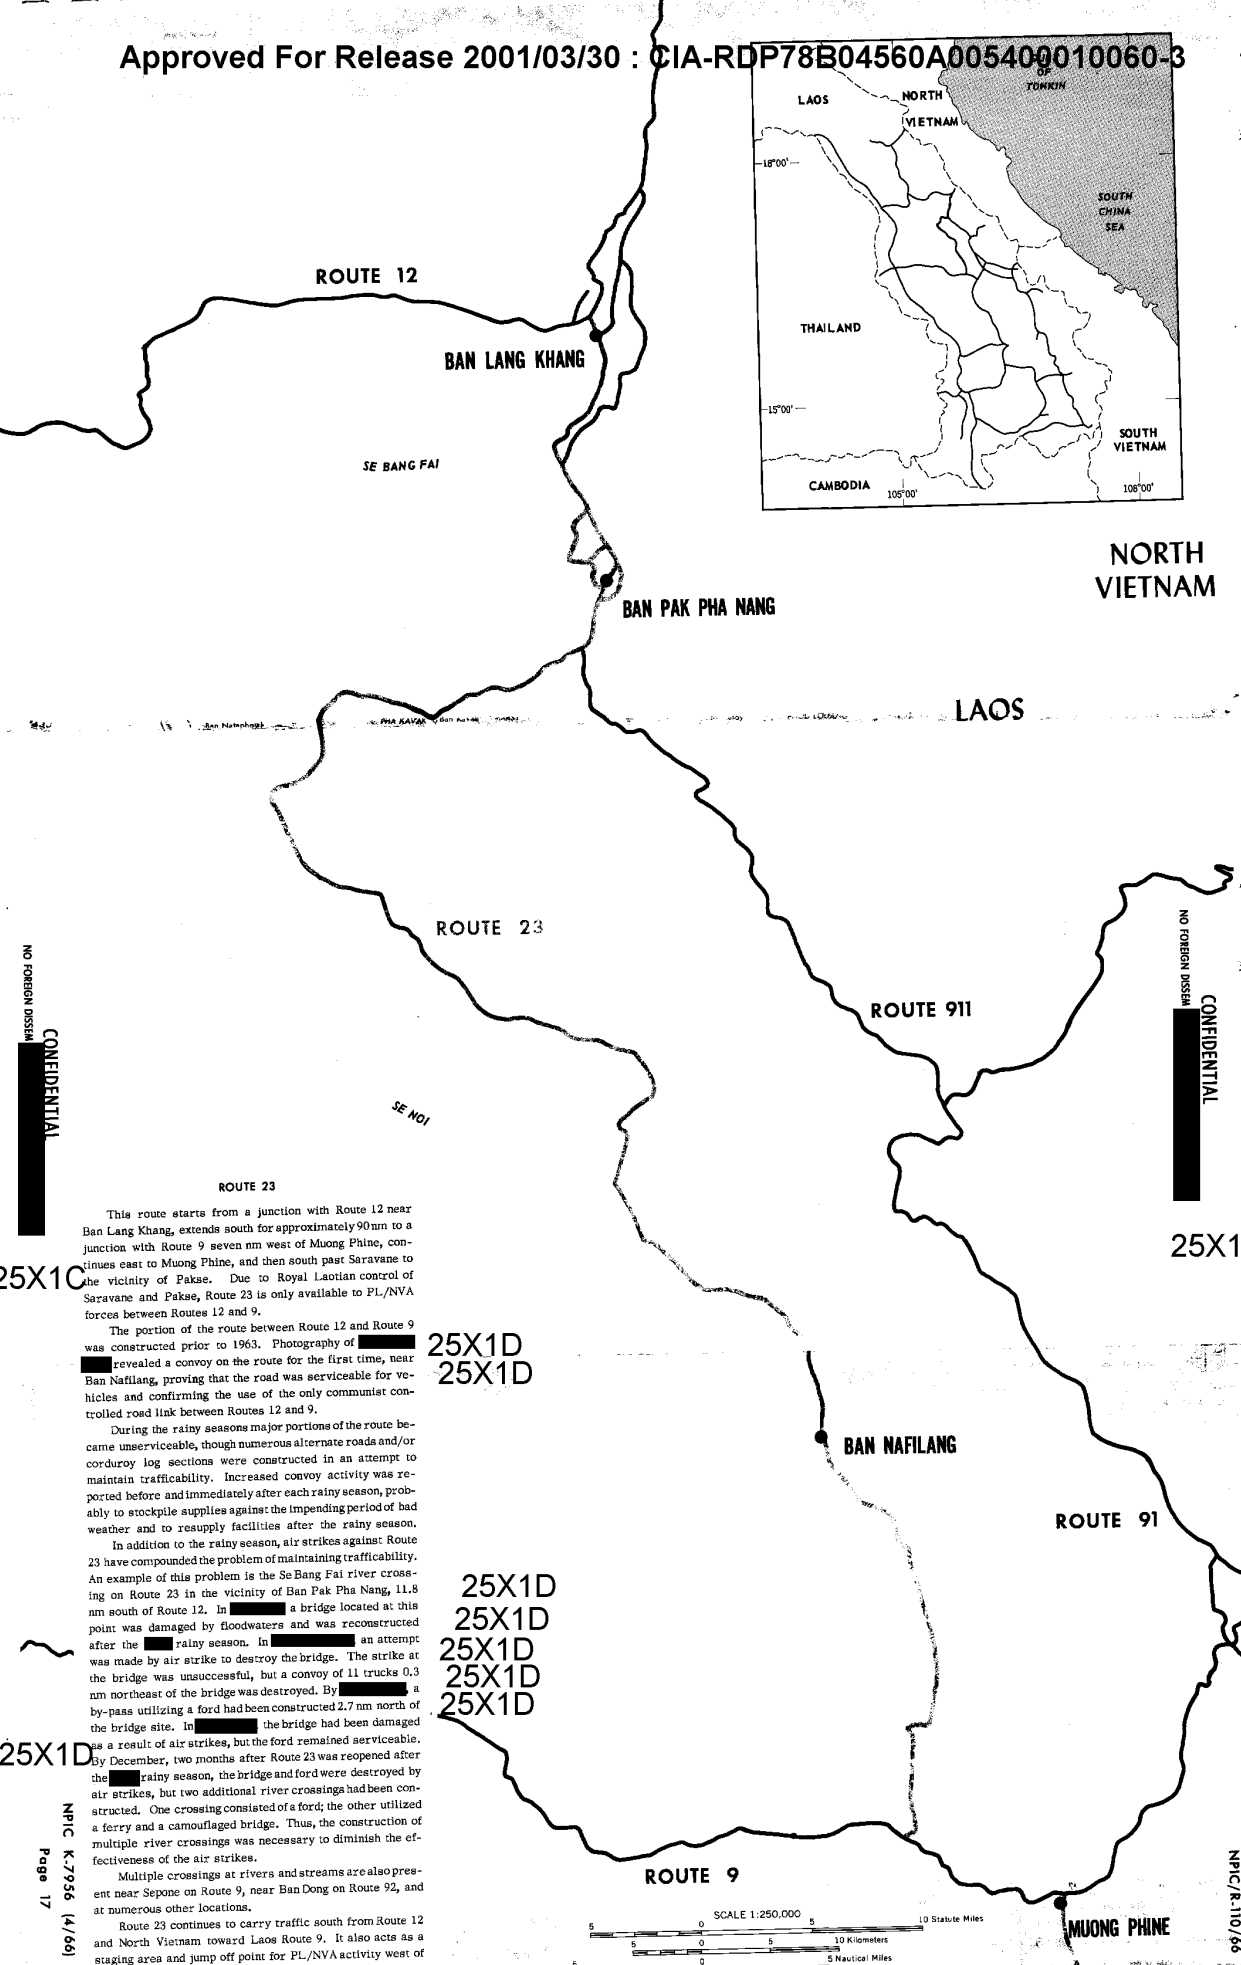 Approved For Release 2001/03/30 : CIA-RDP78B04560A005400010060-3
OF
TONKIN
LAOS
NORTH
VIETNAM
18°00'
SOUTH
CHINA
SEA
THAILAND
15°00'
SOUTH
VIETNAM
CAMBODIA
105°00'
108°00'
ROUTE 12
BAN LANG KHANG
SE BANG FAI
NORTH
VIETNAM
BAN PAK PHA NANG
LAOS
ROUTE 23
ROUTE 911
NO FOREIGN DISSEM
CONFIDENTIAL
NO FOREIGN DISSEM
CONFIDENTIAL
SE NOI
25X1
25X1C
ROUTE 23
This route starts from a junction with Route 12 near
Ban Lang Khang, extends south for approximately 90 nm to a
junction with Route 9 seven nm west of Muong Phine, con-
tinues east to Muong Phine, and then south past Saravane to
the vicinity of Pakse. Due to Royal Laotian control of
Saravane and Pakse, Route 23 is only available to PL/NVA
forces between Routes 12 and 9.
The portion of the route between Route 12 and Route 9
was constructed prior to 1963. Photography of
revealed a convoy on the route for the first time, near
Ban Nafilang, proving that the road was serviceable for ve-
hicles and confirming the use of the only communist con-
trolled road link between Routes 12 and 9.
During the rainy seasons major portions of the route be-
came unserviceable, though numerous alternate roads and/or
corduroy log sections were constructed in an attempt to
maintain trafficability. Increased convoy activity was re-
ported before and immediately after each rainy season, prob-
ably to stockpile supplies against the impending period of bad
weather and to resupply facilities after the rainy season.
In addition to the rainy season, air strikes against Route
23 have compounded the problem of maintaining trafficability.
An example of this problem is the Se Bang Fai river cross-
ing on Route 23 in the vicinity of Ban Pak Pha Nang, 11.8
nm south of Route 12. In a bridge located at this
point was damaged by floodwaters and was reconstructed
after the rainy season. In an attempt
was made by air strike to destroy the bridge. The strike at
the bridge was unsuccessful, but a convoy of 11 trucks 0.3
nm northeast of the bridge was destroyed. By , a
by-pass utilizing a ford had been constructed 2.7 nm north of
the bridge site. In the bridge had been damaged
as a result of air strikes, but the ford remained serviceable.
By December, two months after Route 23 was reopened after
the rainy season, the bridge and ford were destroyed by
air strikes, but two additional river crossings had been con-
structed. One crossing consisted of a ford; the other utilized
a ferry and a camouflaged bridge. Thus, the construction of
multiple river crossings was necessary to diminish the ef-
fectiveness of the air strikes.
Multiple crossings at rivers and streams are also pres-
ent near Sepone on Route 9, near Ban Dong on Route 92, and
at numerous other locations.
Route 23 continues to carry traffic south from Route 12
and North Vietnam toward Laos Route 9. It also acts as a
staging area and jump off point for PL/NVA activity west of
25X1D
25X1D
BAN NAFILANG
ROUTE 91
25X1D
25X1D
25X1D
25X1D
25X1D
25X1D
NPIC K-7956 (4/66)
Page 17
ROUTE 9
MUONG PHINE
SCALE 1:250,000
5 0 5 10 Statute Miles
5 0 5 10 Kilometers
5 0 5 Nautical Miles
NPIC/R-110/66